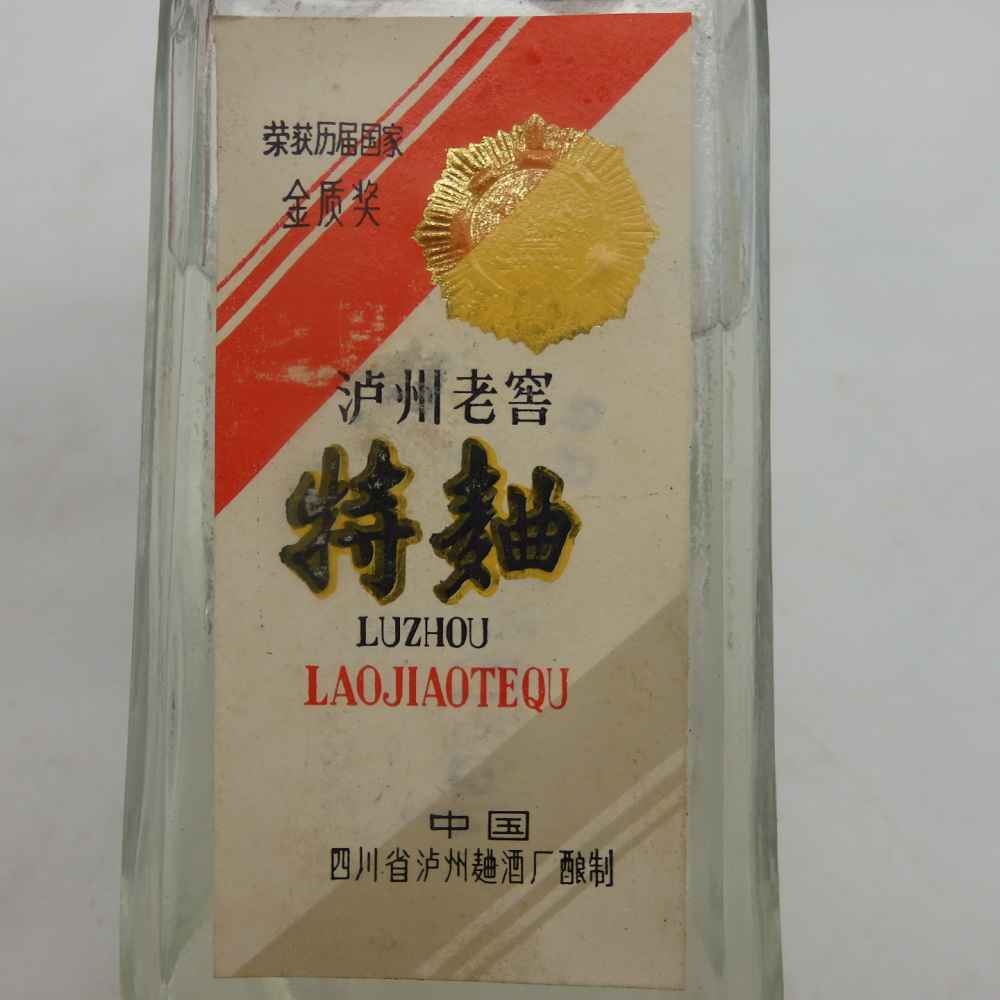 荣获历届国家
金质奖
泸州老窖
特麯
LUZHOU
LAOJIAOTEQU
中国
四川省泸州麯酒厂酿制